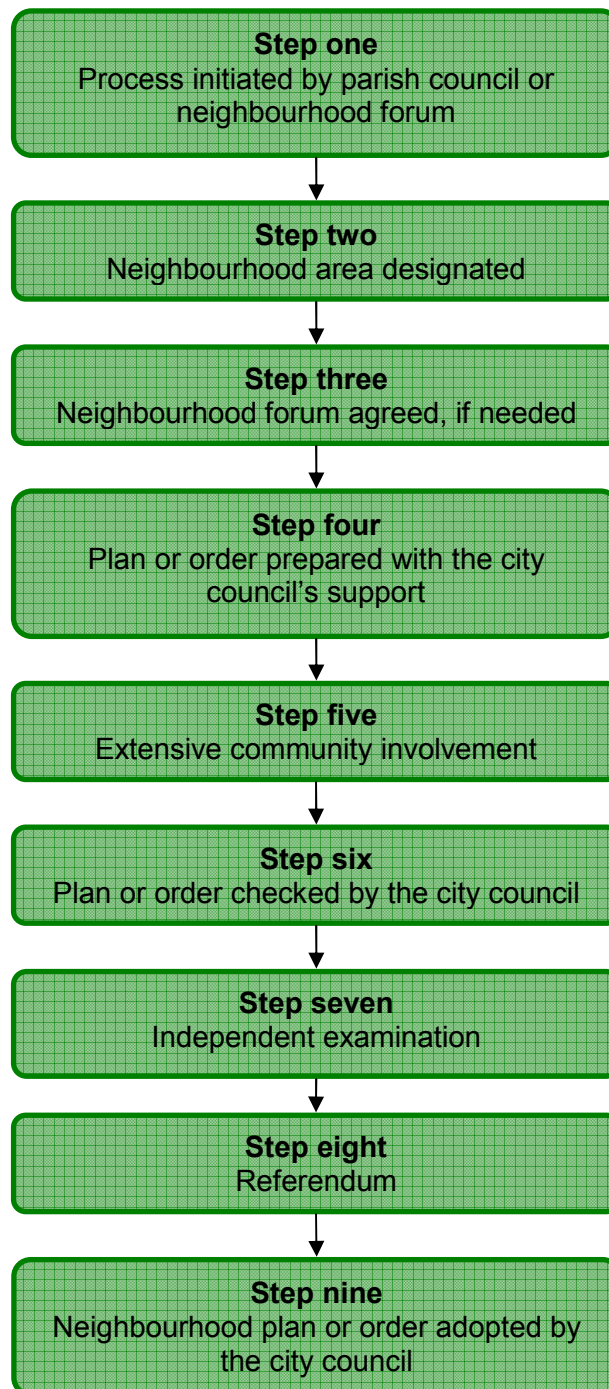 Step one
Process initiated by parish council or
neighbourhood forum
Step two
Neighbourhood area designated
Step three
Neighbourhood forum agreed, if needed
Step four
Plan or order prepared with the city
council’s support
Step five
Extensive community involvement
Step six
Plan or order checked by the city council
Step seven
Independent examination
Step eight
Referendum
Step nine
Neighbourhood plan or order adopted by
the city council